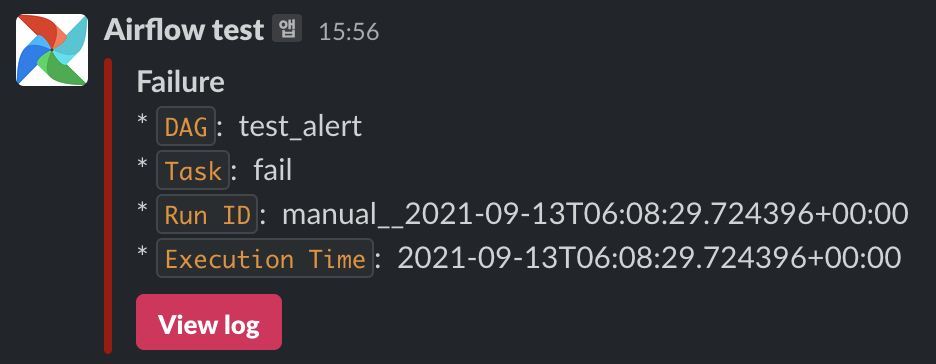 Airflow test 앱 15:56
Failure
* DAG: test_alert
* Task: fail
* Run ID: manual__2021-09-13T06:08:29.724396+00:00
* Execution Time: 2021-09-13T06:08:29.724396+00:00
View log